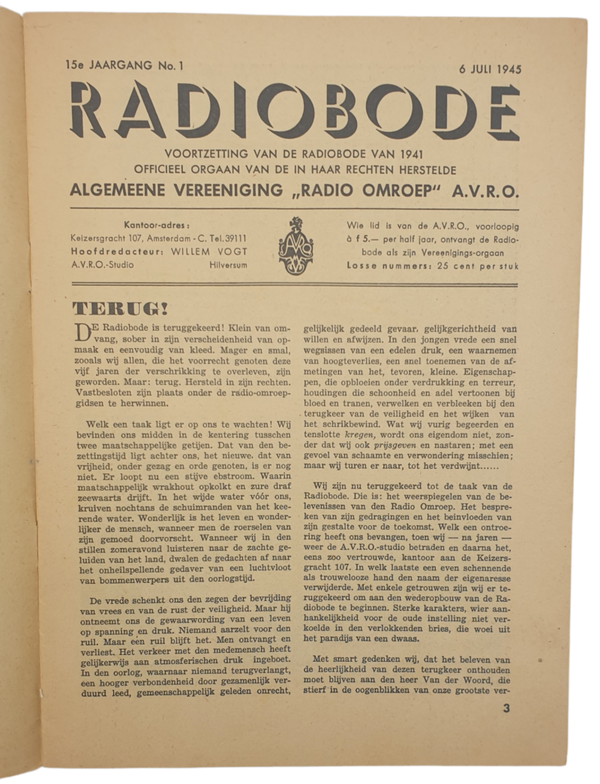 15e JAARGANG No. 1
6 JULI 1945
RADIOBODE
VOORTZETTING VAN DE RADIOBODE VAN 1941
OFFICIEEL ORGAAN VAN DE IN HAAR RECHTEN HERSTELDE
ALGEMEENE VEREENIGING „RADIO OMROEP" A.V.R.O.
Kantoor-adres:
Keizersgracht 107, Amsterdam - C. Tel. 39111
Hoofdredacteur: WILLEM VOGT
A.V.R.O.-Studio Hilversum
AVRO
Wie lid is van de A.V.R.O., voorloopig
à f 5.— per half jaar, ontvangt de Radio-
bode als zijn Vereenigings-orgaan
Losse nummers: 25 cent per stuk
TERUG!
DE Radiobode is teruggekeerd! Klein van om-
vang, sober in zijn verscheidenheid van op-
maak en eenvoudig van kleed. Mager en smal,
zooals wij allen, die het voorrecht genoten deze
vijf jaren der verschrikking te overleven, zijn
geworden. Maar: terug. Hersteld in zijn rechten.
Vastbesloten zijn plaats onder de radio-omroep-
gidsen te herwinnen.
Welk een taak ligt er op ons te wachten! Wij
bevinden ons midden in de kentering tusschen
twee maatschappelijke getijen. Dat van den be-
zettingstijd ligt achter ons, het nieuwe. dat van
vrijheid, onder gezag en orde genoten, is er nog
niet. Er loopt nu een stijve ebstroom. Waarin
maatschappelijk wrakhout opkolkt en zure draf
zeewaarts drijft. In het wijde water vóór ons,
kruiven nochtans de schuimranden van het kee-
rende water. Wonderlijk is het leven en wonder-
lijker de mensch, wanneer men de roerselen van
zijn gemoed doorvorscht. Wanneer wij in den
stillen zomeravond luisteren naar de zachte ge-
luiden van het land, dwalen de gedachten af naar
het onheilspellende gedaver van een luchtvloot
van bommenwerpers uit den oorlogstijd.
De vrede schenkt ons den zegen der bevrijding
van vrees en van de rust der veiligheid. Maar hij
ontneemt ons de gewaarwording van een leven
op spanning en druk. Niemand aarzelt voor den
ruil. Maar een ruil blijft het. Men ontvangt en
verliest. Het verkeer met den medemensch heeft
gelijkerwijs aan atmosferischen druk ingeboet.
In den oorlog, waarnaar niemand terugverlangt,
een hooger verbondenheid door gezamenlijk ver-
duurd leed, gemeenschappelijk geleden onrecht,
gelijkelijk gedeeld gevaar. gelijkgerichtheid van
willen en afwijzen. In den jongen vrede een snel
wegsissen van een edelen druk, een waarnemen
van hoogteverlies, een snel toenemen van de af-
metingen van het, tevoren, kleine. Eigenschap-
pen, die opbloeien onder verdrukking en terreur,
houdingen die schoonheid en adel vertoonen bij
bloed en tranen, verwelken en verbleeken bij den
terugkeer van de veiligheid en het wijken van
het schrikbewind. Wat wij vurig begeerden en
tenslotte kregen, wordt ons eigendom niet, zon-
der dat wij ook prijsgeven en nastaren; met een
gevoel van schaamte en verwondering misschien;
maar wij turen er naar, tot het verdwijnt......
Wij zijn nu teruggekeerd tot de taak van de
Radiobode. Die is: het weerspiegelen van de be-
levenissen van den Radio Omroep. Het bespre-
ken van zijn gedragingen en het beinvloeden van
zijn gestalte voor de toekomst. Welk een ontroe-
ring heeft ons bevangen, toen wij — na jaren —
weer de A.V.R.O.-studio betraden en daarna het,
eens zoo vertrouwde, kantoor aan de Keizers-
gracht 107. In welk laatste een even schennende
als trouwelooze hand den naam der eigenaresse
verwijderde. Met enkele getrouwen zijn wij er te-
ruggekeerd om aan den wederopbouw van de Ra-
diobode te beginnen. Sterke karakters, wier aan-
hankelijkheid voor de oude instelling niet ver-
koelde in den verlokkenden bries, die woei uit
het paradijs van een dwaas.
Met smart gedenken wij, dat het beleven van
de heerlijkheid van dezen terugkeer onthouden
moet blijven aan den heer Van der Woord, die
stierf in de oogenblikken van onze grootste ver-
3